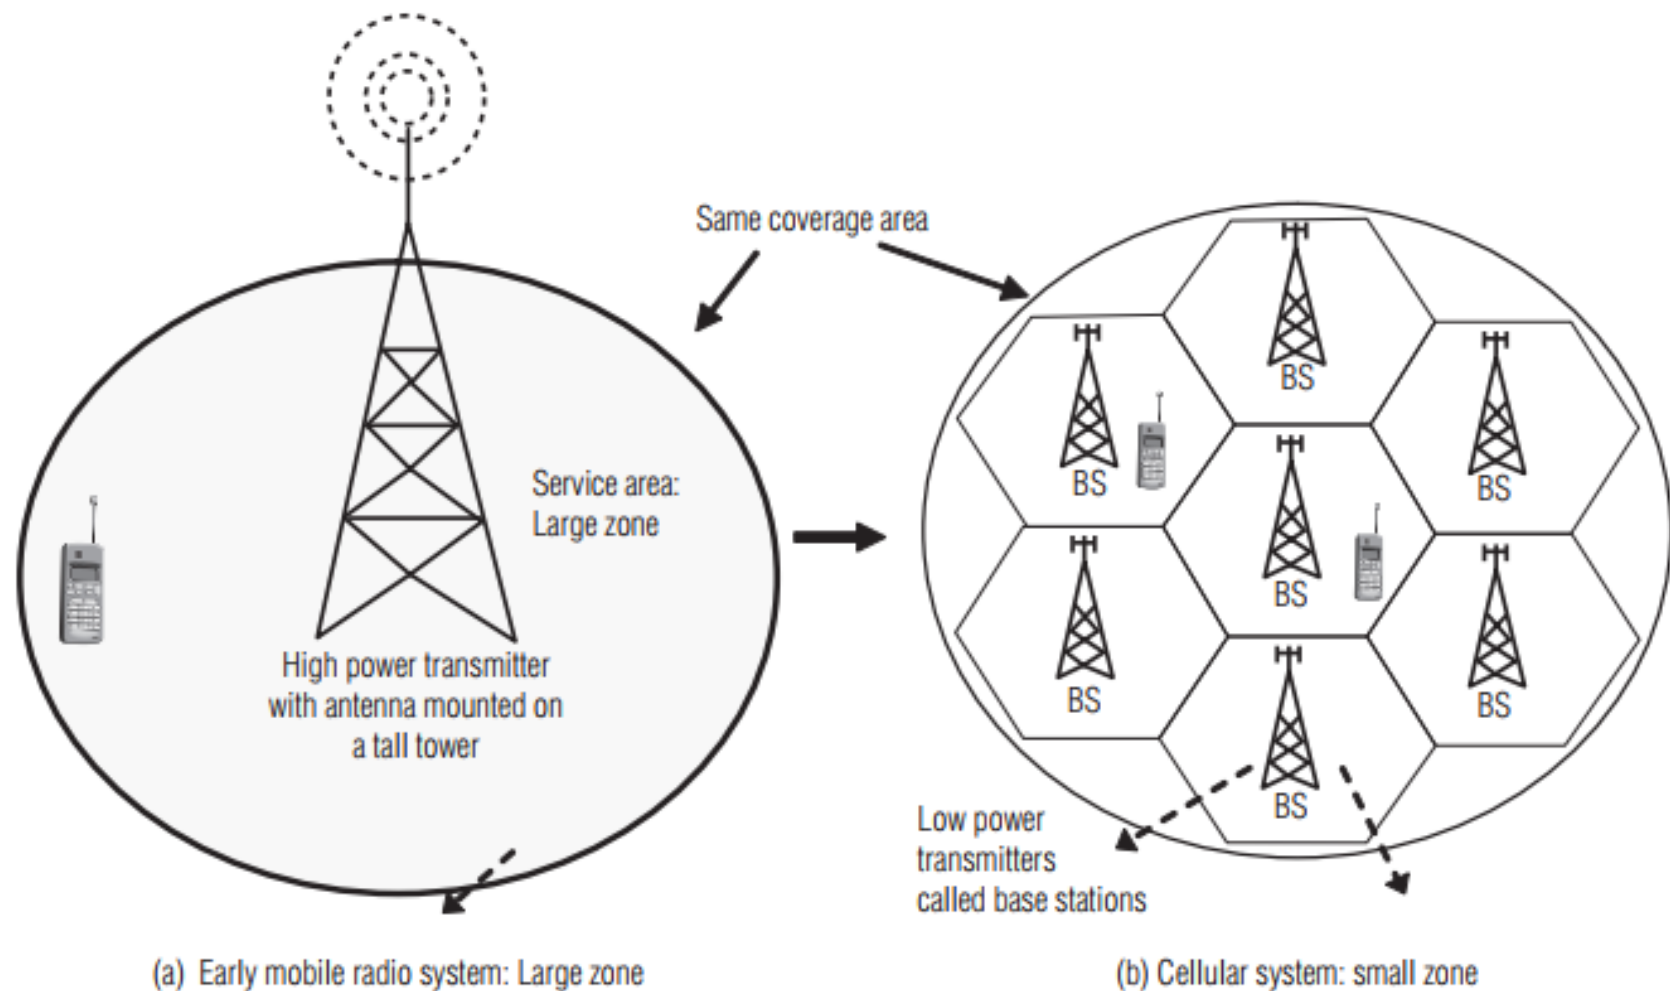 Same coverage area
Service area:
Large zone
High power transmitter
with antenna mounted on
a tall tower
BS
BS
BS
BS
BS
BS
BS
Low power
transmitters
called base stations
(a) Early mobile radio system: Large zone
(b) Cellular system: small zone